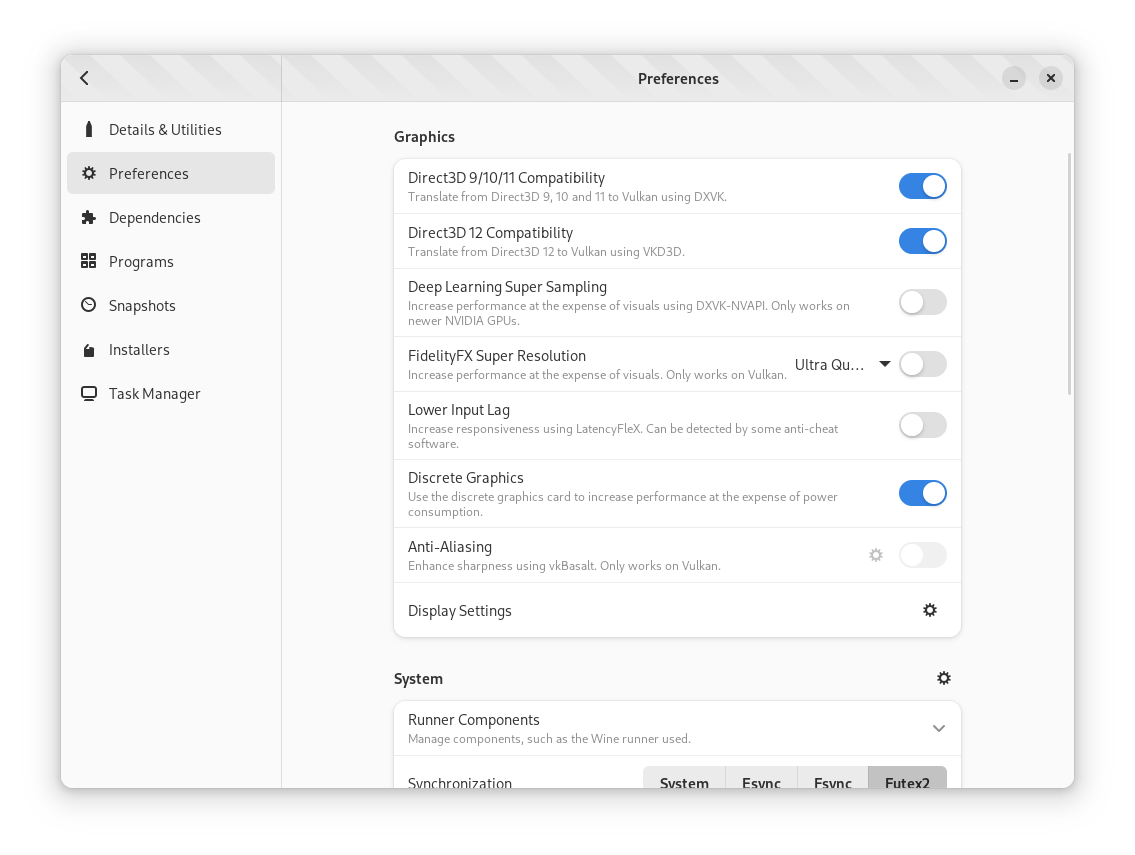 Preferences
Details & Utilities
Preferences
Dependencies
Programs
Snapshots
Installers
Task Manager
Graphics
Direct3D 9/10/11 Compatibility
Translate from Direct3D 9, 10 and 11 to Vulkan using DXVK.
Direct3D 12 Compatibility
Translate from Direct3D 12 to Vulkan using VKD3D.
Deep Learning Super Sampling
Increase performance at the expense of visuals using DXVK-NVAPI. Only works on
newer NVIDIA GPUs.
FidelityFX Super Resolution
Increase performance at the expense of visuals. Only works on Vulkan.
Ultra Qu…
Lower Input Lag
Increase responsiveness using LatencyFleX. Can be detected by some anti-cheat
software.
Discrete Graphics
Use the discrete graphics card to increase performance at the expense of power
consumption.
Anti-Aliasing
Enhance sharpness using vkBasalt. Only works on Vulkan.
Display Settings
System
Runner Components
Manage components, such as the Wine runner used.
Synchronization System Esync Fsync Futex2